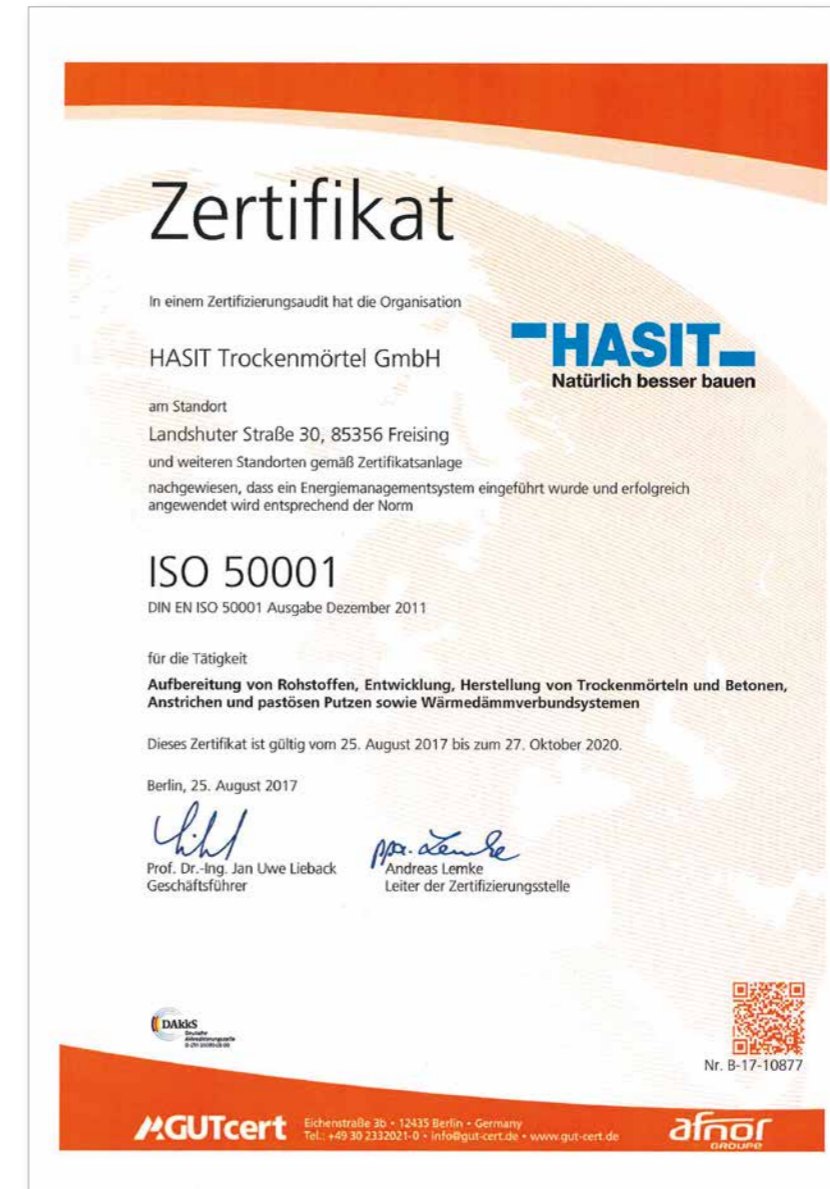 Zertifikat
In einem Zertifizierungsaudit hat die Organisation
HASIT Trockenmörtel GmbH
HASIT
Natürlich besser bauen
am Standort
Landshuter Straße 30, 85356 Freising
und weiteren Standorten gemäß Zertifikatsanlage
nachgewiesen, dass ein Energiemanagementsystem eingeführt wurde und erfolgreich
angewendet wird entsprechend der Norm
ISO 50001
DIN EN ISO 50001 Ausgabe Dezember 2011
für die Tätigkeit
Aufbereitung von Rohstoffen, Entwicklung, Herstellung von Trockenmörteln und Betonen,
Anstrichen und pastösen Putzen sowie Wärmedämmverbundsystemen
Dieses Zertifikat ist gültig vom 25. August 2017 bis zum 27. Oktober 2020.
Berlin, 25. August 2017
ppa. Lemke
Prof. Dr.-Ing. Jan Uwe Lieback
Geschäftsführer
Andreas Lemke
Leiter der Zertifizierungsstelle
DAkkS
Deutsche
Akkreditierungsstelle
Nr. B-17-10877
GUTcert
Eichenstraße 3b • 12435 Berlin • Germany
Tel.: +49 30 2332021-0 • info@gut-cert.de • www.gut-cert.de
afnor
GROUPE